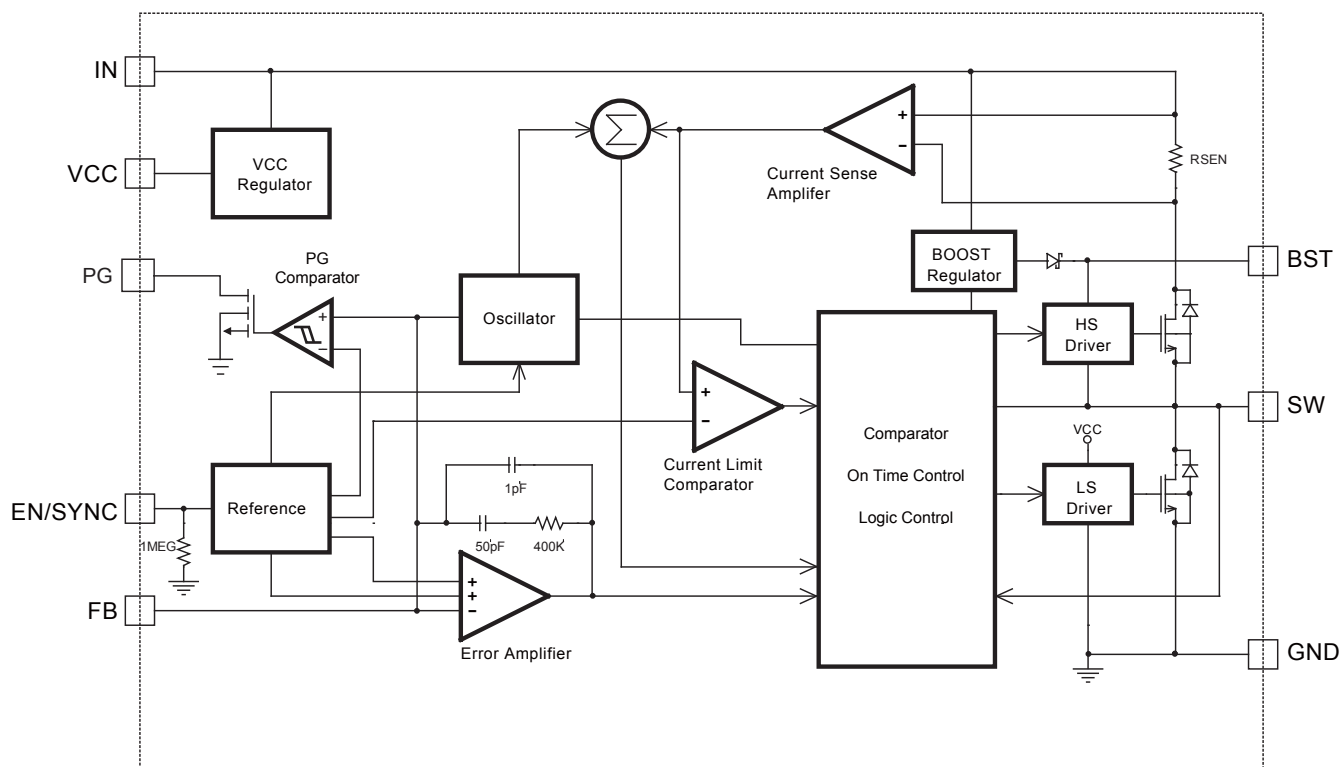 IN
VCC
Regulator
VCC
PG
PG
Comparator
+
−
Oscillator
Σ
+
−
Current Sense
Amplifer
RSEN
BOOST
Regulator
BST
HS
Driver
SW
+
−
Current Limit
Comparator
Comparator
On Time Control
Logic Control
VCC
LS
Driver
EN/SYNC
1MEG
Reference
1pF
50pF
400K
FB
+
+
−
Error Amplifier
GND